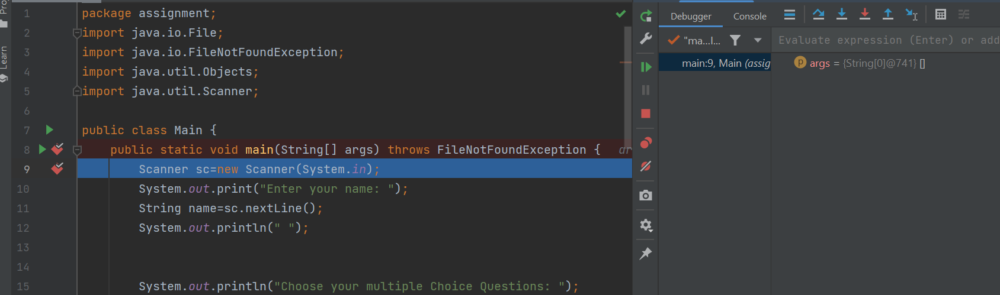 Learn
1 package assignment;
2 import java.io.File;
3 import java.io.FileNotFoundException;
4 import java.util.Objects;
5 import java.util.Scanner;
6
7 public class Main {
8 public static void main(String[] args) throws FileNotFoundException {
9 Scanner sc=new Scanner(System.in);
10 System.out.print("Enter your name: ");
11 String name=sc.nextLine();
12 System.out.println(" ");
13
14
15 System.out.println("Choose your multiple Choice Questions: ");
Debugger Console
"ma...l... Evaluate expression (Enter) or add
main:9, Main (assig
p args = {String[0]@741} []